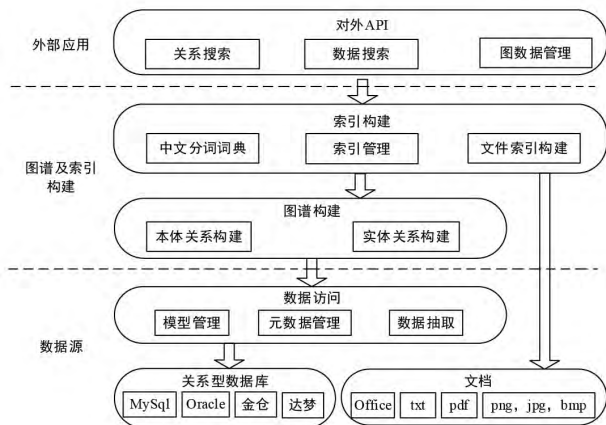 对外API
外部应用
关系搜索
数据搜索
图数据管理
索引构建
中文分词词典
索引管理
文件索引构建
图谱及索引
构建
图谱构建
本体关系构建
实体关系构建
数据访问
模型管理
元数据管理
数据抽取
数据源
关系型数据库
MySql
Oracle
金仓
达梦
文档
Office
txt
pdf
png，jpg，bmp